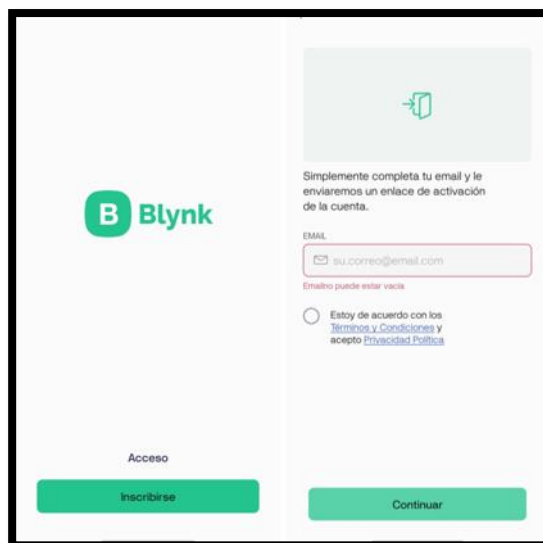 B Blynk
Acceso
Inscribirse
Simplemente completa tu email y le
enviaremos un enlace de activación
de la cuenta.
EMAIL
su.correo@email.com
Emailno puede estar vacía
Estoy de acuerdo con los
Términos y Condiciones y
acepto Privacidad Política
Continuar